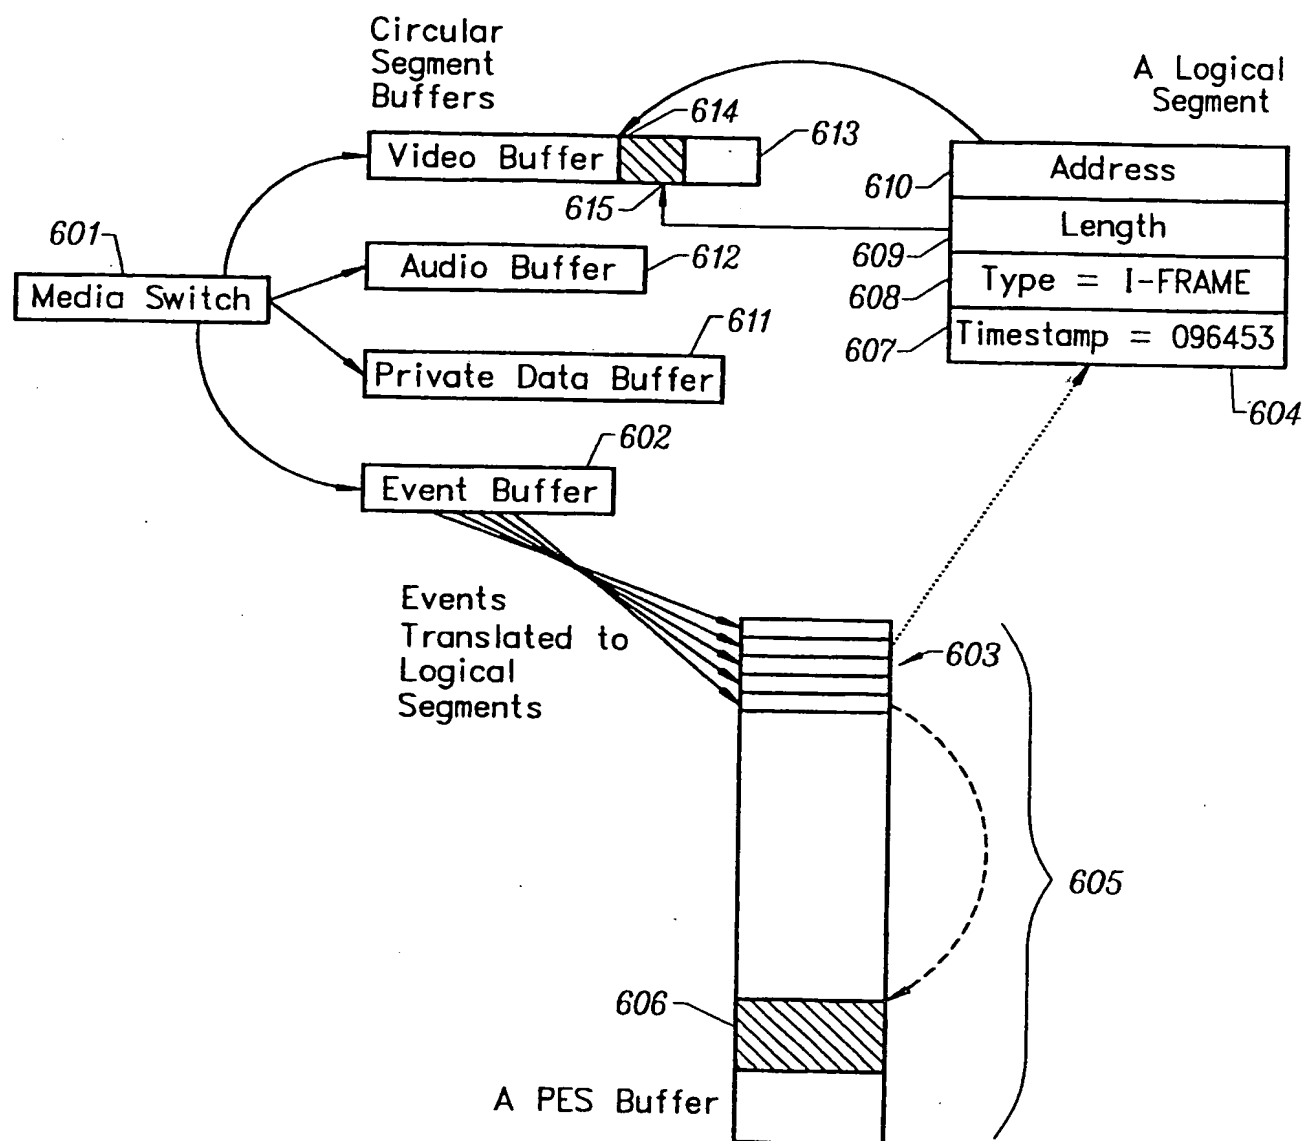 Circular
Segment
Buffers
A Logical
Segment
614
613
Video Buffer
610
Address
615
Length
601
609
Audio Buffer
612
Media Switch
608
Type = I-FRAME
611
607
Timestamp = 096453
Private Data Buffer
604
602
Event Buffer
Events
Translated to
Logical
Segments
603
605
606
A PES Buffer